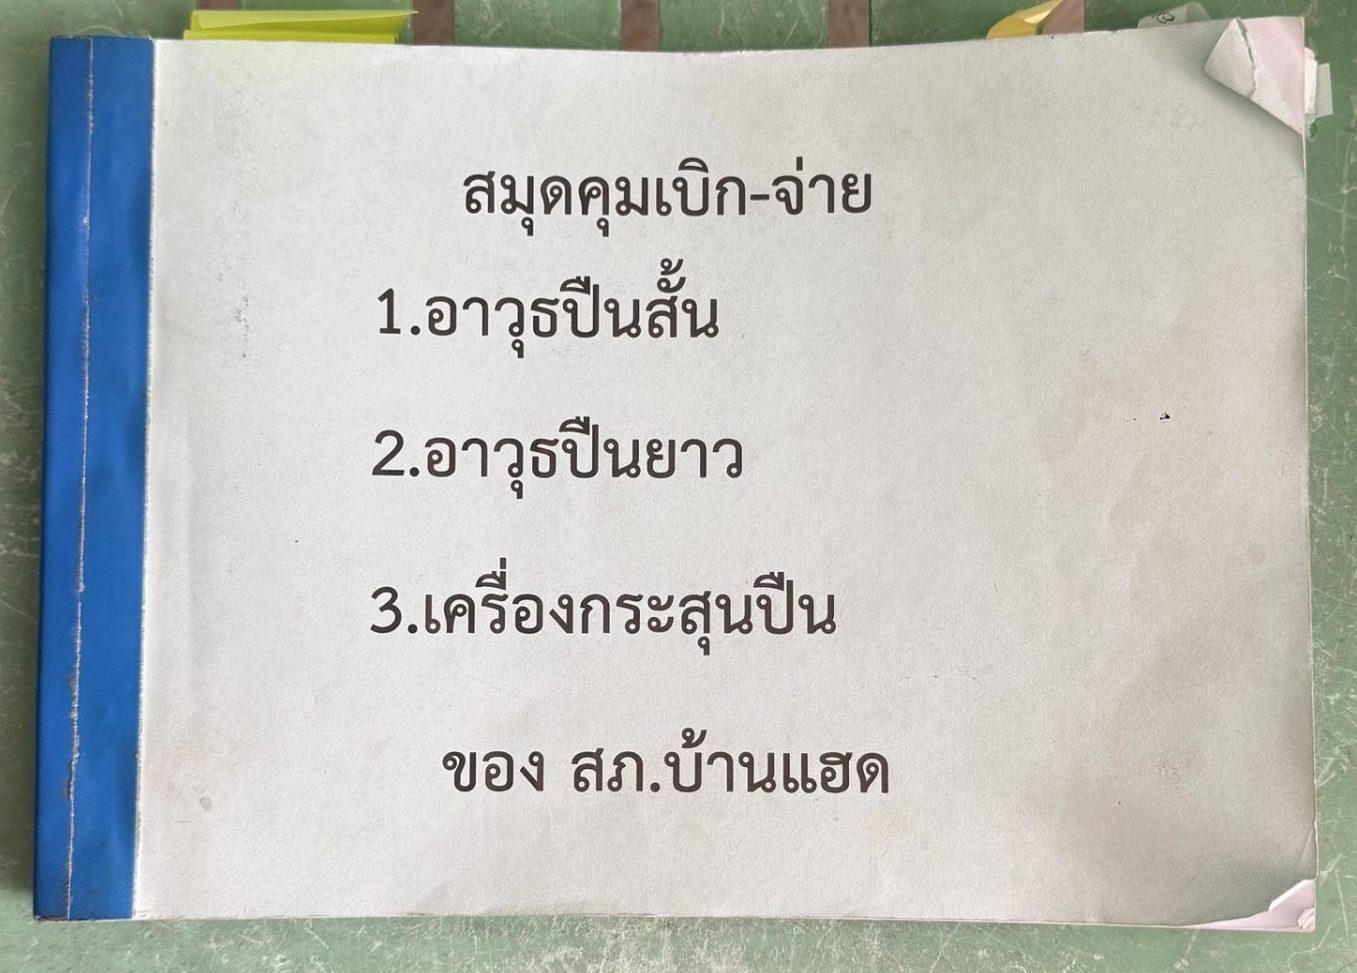 สมุดคุมเบิก-จ่าย
1.อาวุธปืนสั้น
2.อาวุธปืนยาว
3.เครื่องกระสุนปืน
ของ สภ.บ้านแฮด